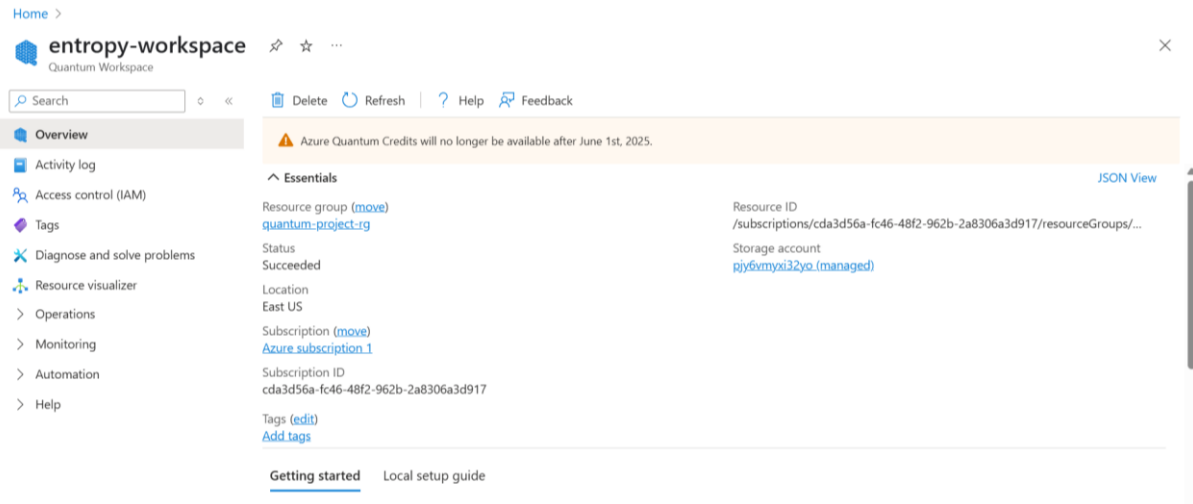 Home >
entropy-workspace
Quantum Workspace
Search
Delete Refresh Help Feedback
Overview
Activity log
Access control (IAM)
Tags
Diagnose and solve problems
Resource visualizer
Operations
Monitoring
Automation
Help
Azure Quantum Credits will no longer be available after June 1st, 2025.
Essentials
JSON View
Resource group (move)
quantum-project-rg
Status
Succeeded
Location
East US
Subscription (move)
Azure subscription 1
Subscription ID
cda3d56a-fc46-48f2-962b-2a8306a3d917
Tags (edit)
Add tags
Resource ID
/subscriptions/cda3d56a-fc46-48f2-962b-2a8306a3d917/resourceGroups/...
Storage account
pjy6vmyxi32yo (managed)
Getting started Local setup guide